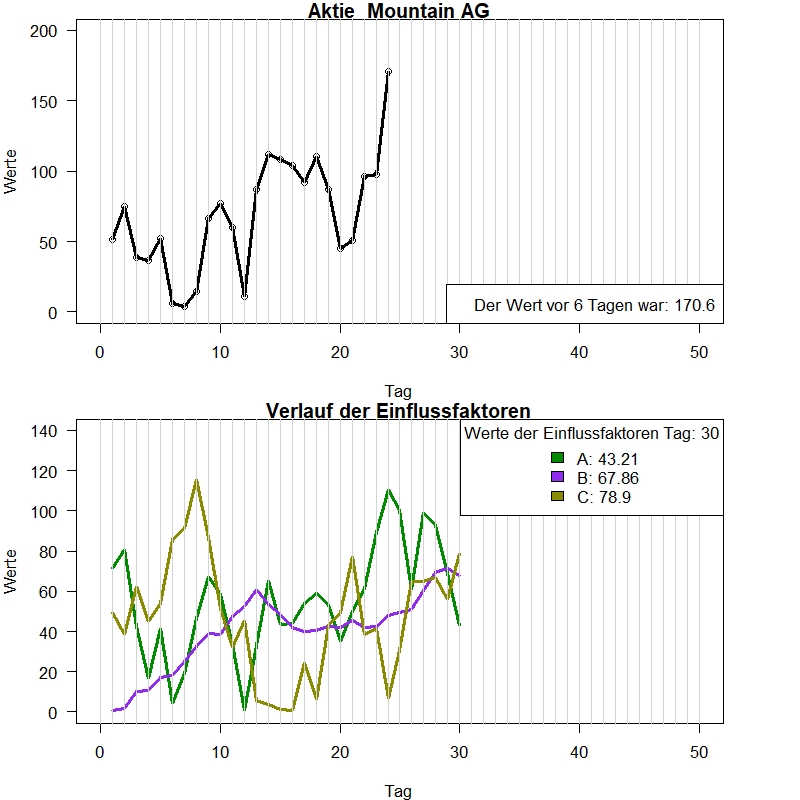 Aktie  Mountain AG
Werte
200
150
100
50
0
Der Wert vor 6 Tagen war: 170.6
0 10 20 30 40 50
Tag
Verlauf der Einflussfaktoren
Werte
140
120
100
80
60
40
20
0
Werte der Einflussfaktoren Tag: 30
A: 43.21
B: 67.86
C: 78.9
0 10 20 30 40 50
Tag